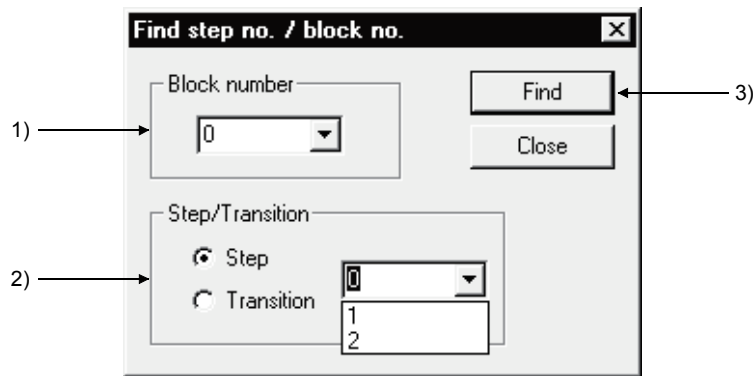 Find step no. / block no.
Block number
1)
0
Find
3)
Close
Step/Transition
2)
Step
Transition
0
1
2